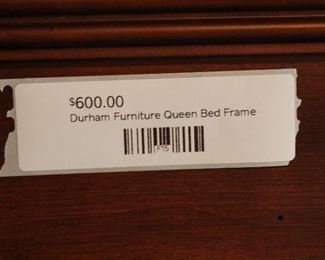 $600.00
Durham Furniture Queen Bed Frame
F15